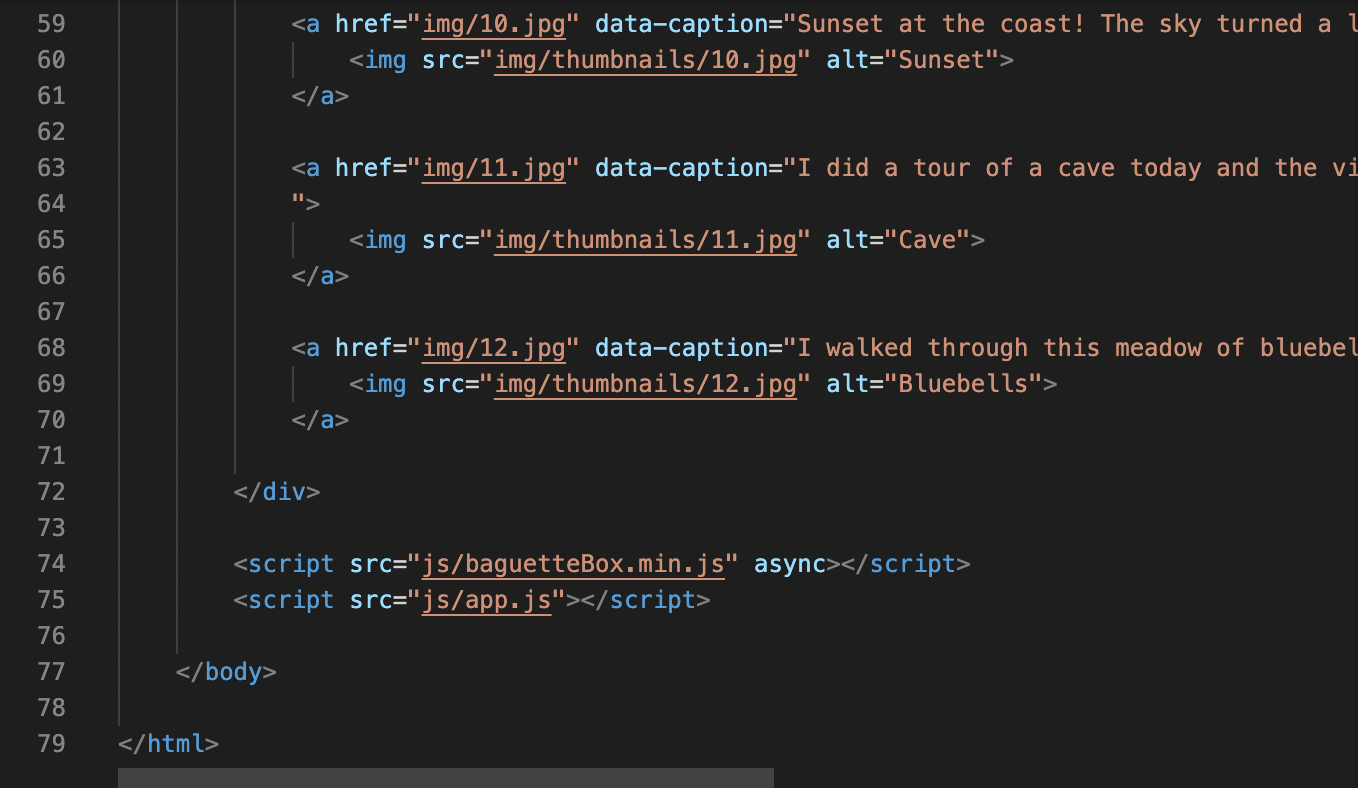 59 <a href="img/10.jpg" data-caption="Sunset at the coast! The sky turned a
60 <img src="img/thumbnails/10.jpg" alt="Sunset">
61 </a>
62
63 <a href="img/11.jpg" data-caption="I did a tour of a cave today and the
64 ">
65 <img src="img/thumbnails/11.jpg" alt="Cave">
66 </a>
67
68 <a href="img/12.jpg" data-caption="I walked through this meadow of
69 <img src="img/thumbnails/12.jpg" alt="Bluebells">
70 </a>
71
72 </div>
73
74 <script src="js/baguetteBox.min.js" async></script>
75 <script src="js/app.js"></script>
76
77 </body>
78
79 </html>